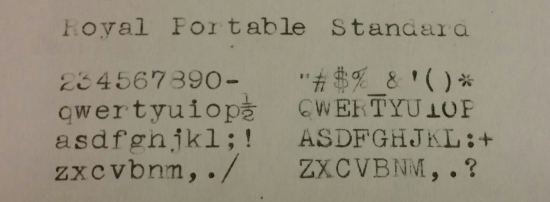 Royal Portable Standard
234567890- "#$%_&'()*
qwertyuiop½ QWERTYUIOP
asdfghjkl;! ASDFGHJKL:+
zxcvbnm,./ ZXCVBNM,.?